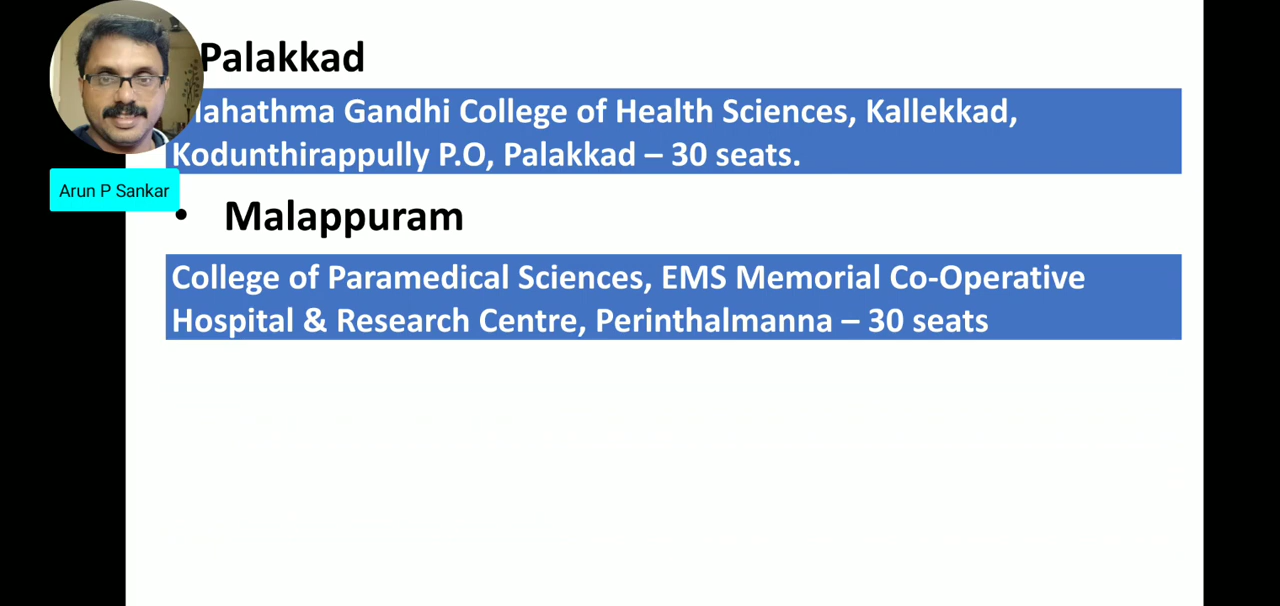 Palakkad
Gandhi College of Health Sciences, Kallekkad,
Kodunthirappully P.O, Palakkad – 30 seats.
Arun P Sankar
• Malappuram
College of Paramedical Sciences, EMS Memorial Co-Operative
Hospital & Research Centre, Perinthalmanna – 30 seats